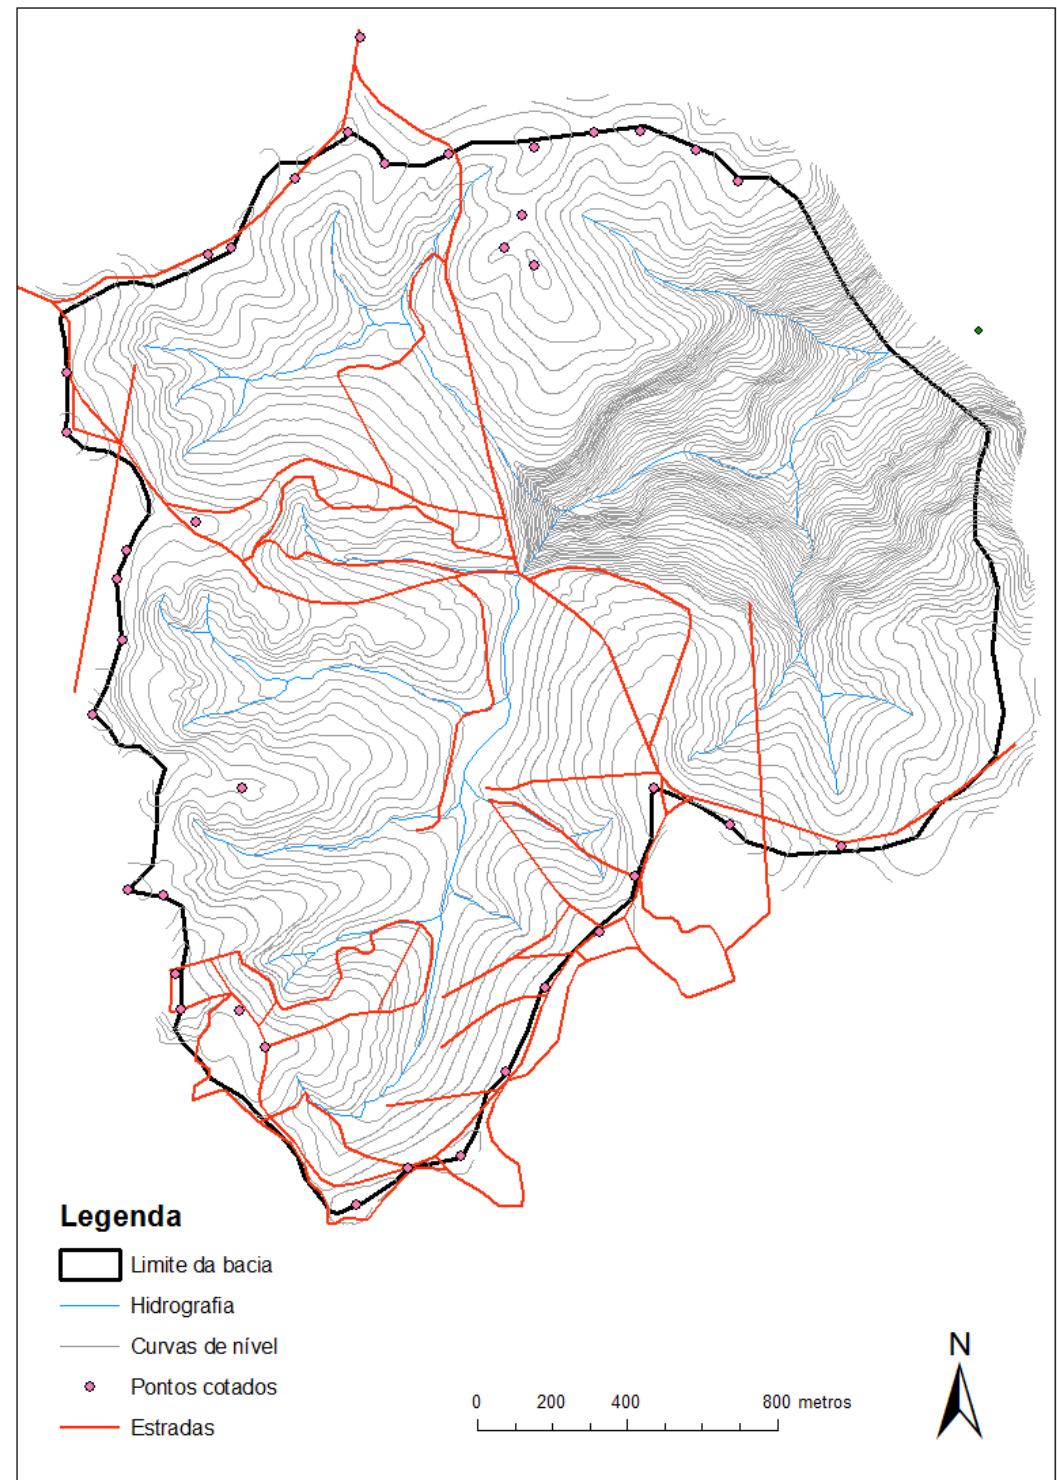 Legenda
Limite da bacia
Hidrografia
Curvas de nível
Pontos cotados
Estradas
0 200 400 800 metros
N